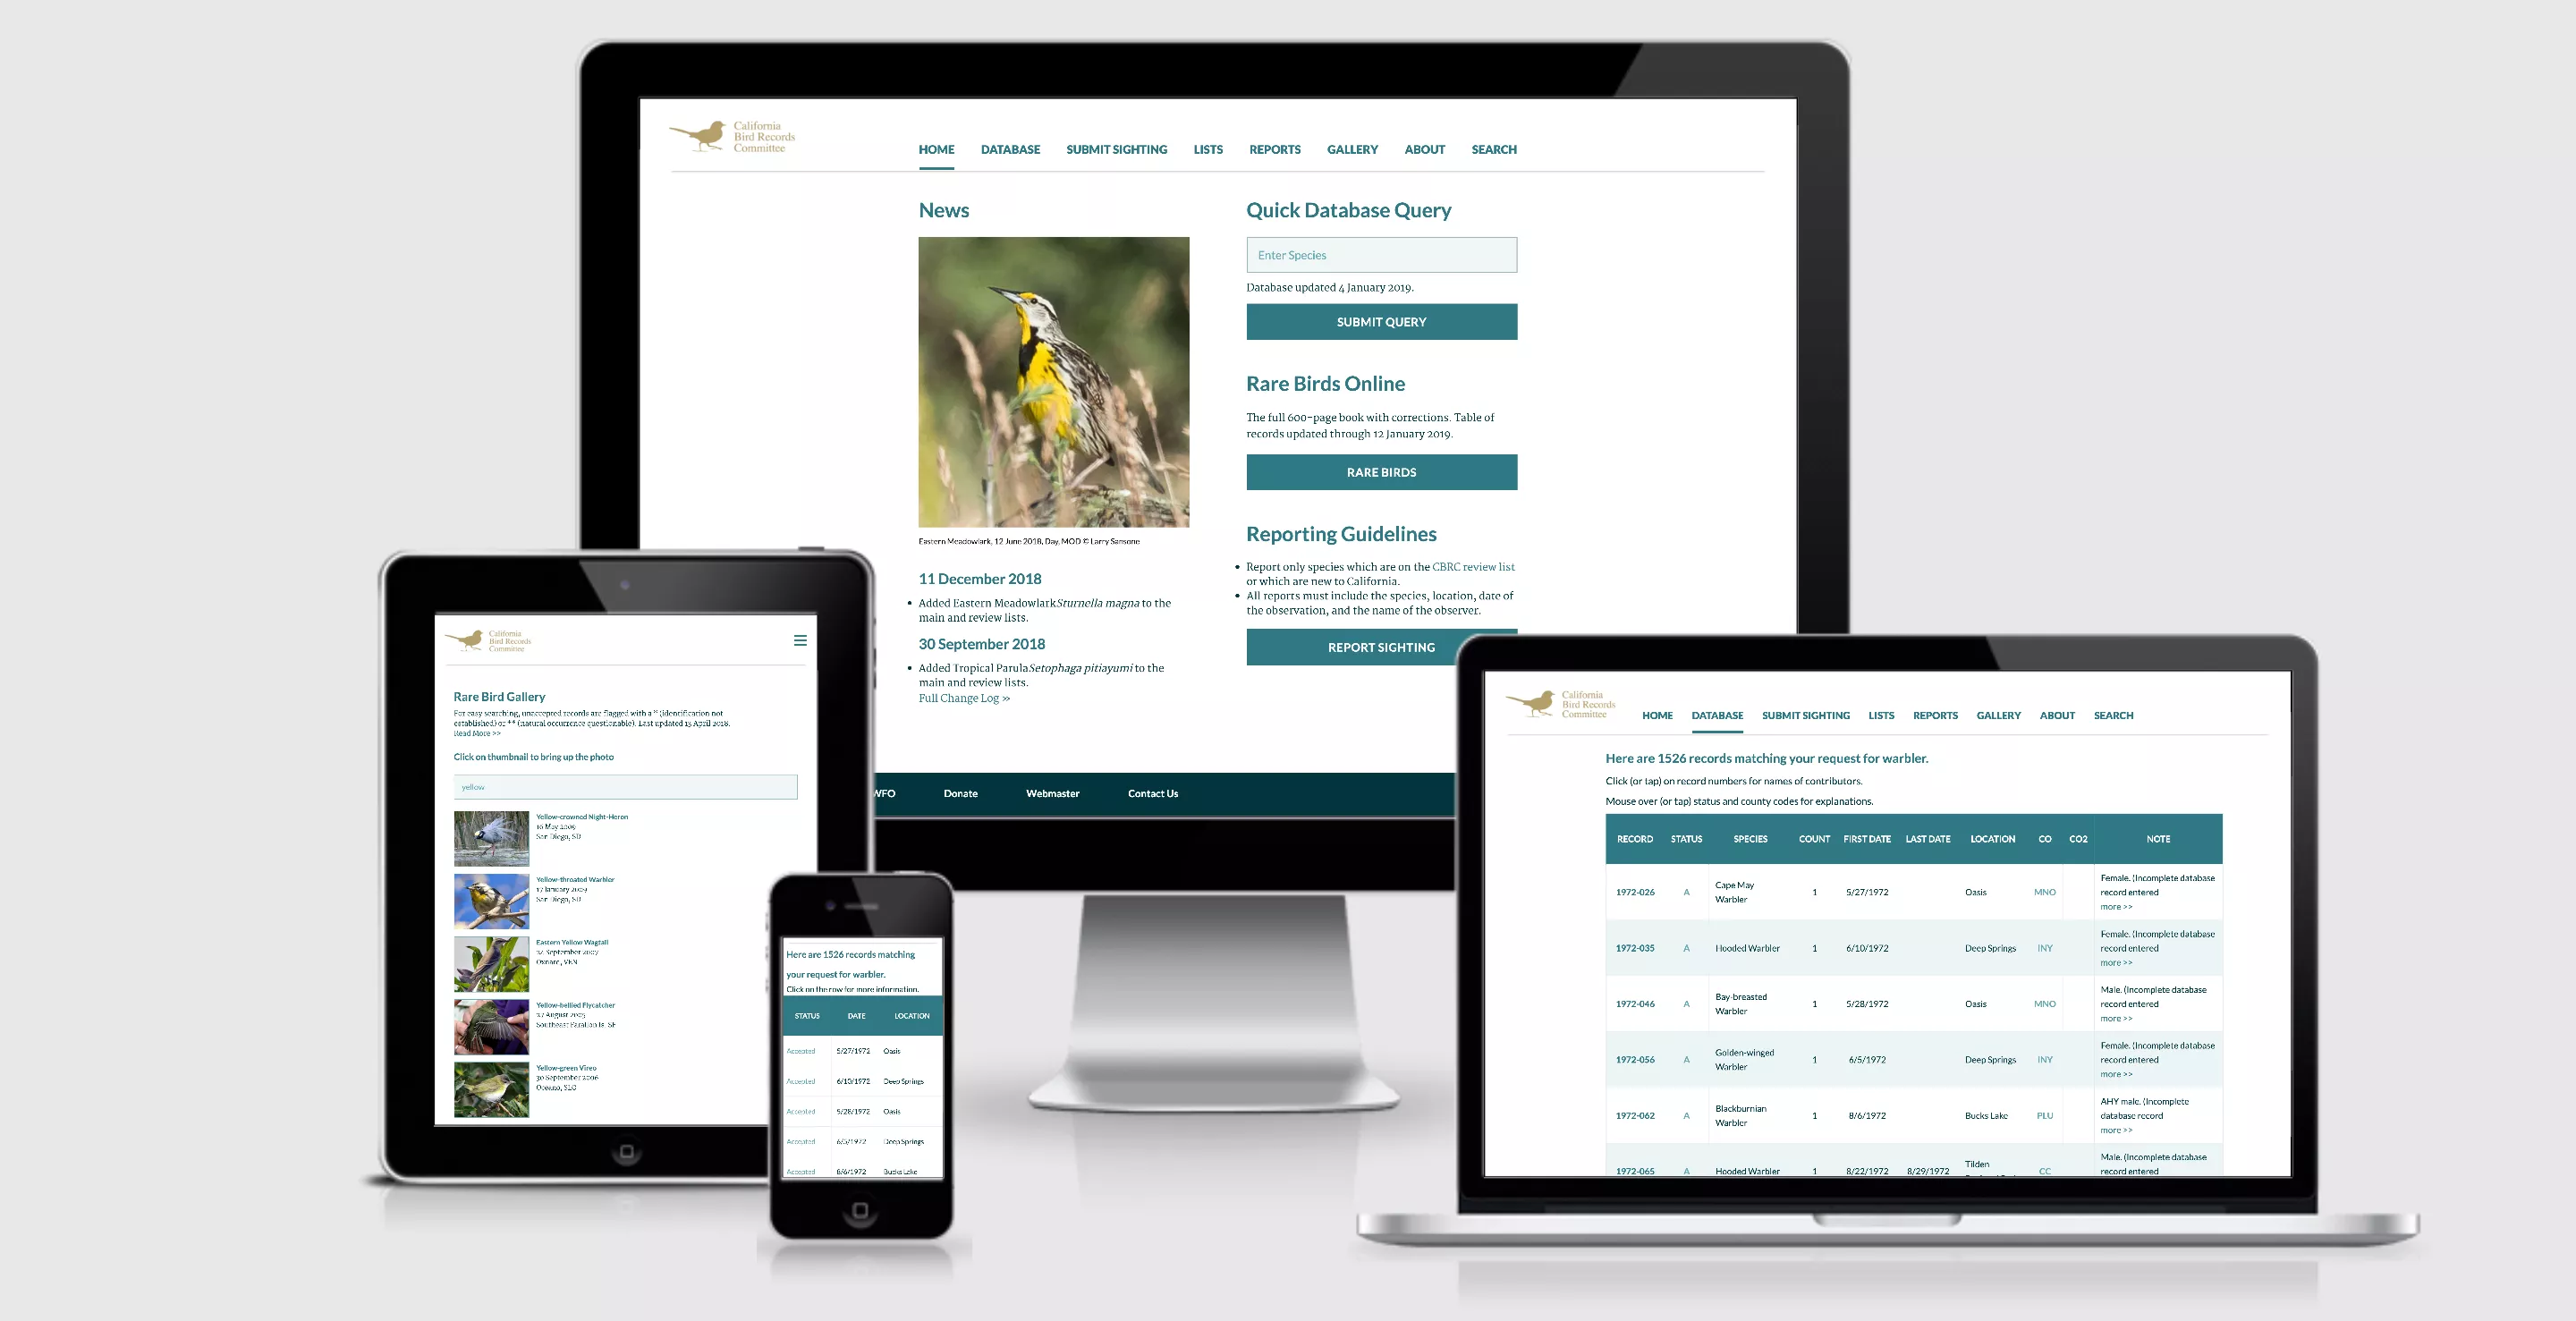 California
Bird Records
Committee
HOME DATABASE SUBMIT SIGHTING LISTS REPORTS GALLERY ABOUT SEARCH
News
Eastern Meadowlark, 12 June 2018, Day, MOD © Larry Sansone
11 December 2018
• Added Eastern MeadowlarkSturnella magna to the
main and review lists.
30 September 2018
• Added Tropical ParulaSetophaga pitiayumi to the
main and review lists.
Full Change Log »
Quick Database Query
Enter Species
Database updated 4 January 2019.
SUBMIT QUERY
Rare Birds Online
The full 600-page book with corrections. Table of
records updated through 12 January 2019.
RARE BIRDS
Reporting Guidelines
• Report only species which are on the CBRC review list
or which are new to California.
• All reports must include the species, location, date of
the observation, and the name of the observer.
REPORT SIGHTING
WFO Donate Webmaster Contact Us
California
Bird Records
Committee
Rare Bird Gallery
For easy searching, unaccepted records are flagged with a * (identification not
established) or ** (natural occurrence questionable). Last updated 13 April 2018.
Read More >>
Click on thumbnail to bring up the photo
yellow
Yellow-crowned Night-Heron
San Diego, SD
Yellow-throated Warbler
17 January 2009
San Diego, SD
Eastern Yellow Wagtail
Oxnard, VEN
Yellow-bellied Flycatcher
Southeast Farallon Is. SF
Yellow-green Vireo
30 September 2006
Oceano, SLO
Here are 1526 records matching
your request for warbler.
Click on the row for more information.
STATUS DATE LOCATION
Accepted 5/27/1972 Oasis
Accepted 6/10/1972 Deep Springs
Accepted 5/28/1972 Oasis
Accepted 6/5/1972 Deep Springs
Accepted 8/6/1972 Bucks Lake
California
Bird Records
Committee
HOME DATABASE SUBMIT SIGHTING LISTS REPORTS GALLERY ABOUT SEARCH
Here are 1526 records matching your request for warbler.
Click (or tap) on record numbers for names of contributors.
Mouse over (or tap) status and county codes for explanations.
RECORD STATUS SPECIES COUNT FIRST DATE LAST DATE LOCATION CO CO2 NOTE
1972-026 A Cape May Warbler 1 5/27/1972 Oasis MNO Female. (Incomplete database record entered more >>
1972-035 A Hooded Warbler 1 6/10/1972 Deep Springs INY Female. (Incomplete database record entered more >>
1972-046 A Bay-breasted Warbler 1 5/28/1972 Oasis MNO Male. (Incomplete database record entered more >>
1972-056 A Golden-winged Warbler 1 6/5/1972 Deep Springs INY Female. (Incomplete database record entered more >>
1972-062 A Blackburnian Warbler 1 8/6/1972 Bucks Lake PLU AHY male. (Incomplete database record more >>
1972-065 A Hooded Warbler 1 8/22/1972 8/29/1972 Tilden CC Male. (Incomplete database record entered